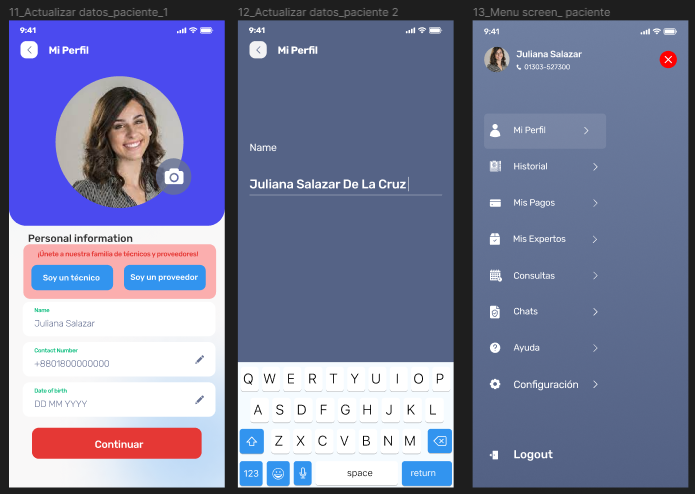 11_Actualizar datos_paciente_1
9:41
Mi Perfil
Personal information
¡Únete a nuestra familia de técnicos y proveedores!
Soy un técnico
Soy un proveedor
Name
Juliana Salazar
Contact Number
+8801800000000
Date of birth
DD MM YYYY
Continuar
12_Actualizar datos_paciente 2
9:41
Mi Perfil
Name
Juliana Salazar De La Cruz
Q W E R T Y U I O P
A S D F G H J K L
Z X C V B N M
123
space
return
13_Menu screen_ paciente
9:41
Juliana Salazar
01303-527300
Mi Perfil
Historial
Mis Pagos
Mis Expertos
Consultas
Chats
Ayuda
Configuración
Logout